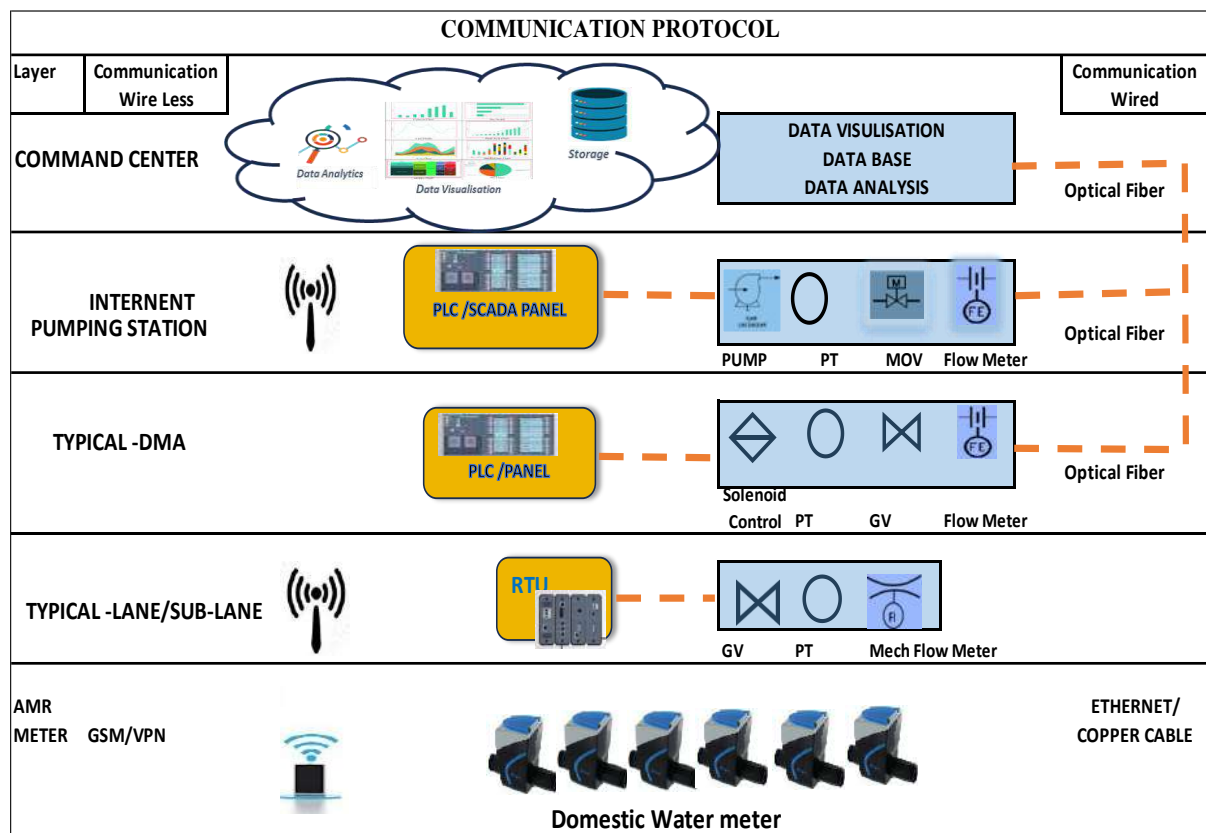 COMMUNICATION PROTOCOL
Layer
Communication
Wire Less
Communication
Wired
COMMAND CENTER
Data Analytics
Data Visualisation
Storage
DATA VISULISATION
DATA BASE
DATA ANALYSIS
Optical Fiber
INTERNENT
PUMPING STATION
PLC /SCADA PANEL
M
FE
PUMP PT MOV Flow Meter
Optical Fiber
TYPICAL -DMA
PLC /PANEL
FE
Solenoid
Control PT GV Flow Meter
Optical Fiber
TYPICAL -LANE/SUB-LANE
RTU
GV PT Mech Flow Meter
AMR
METER GSM/VPN
ETHERNET/
COPPER CABLE
Domestic Water meter